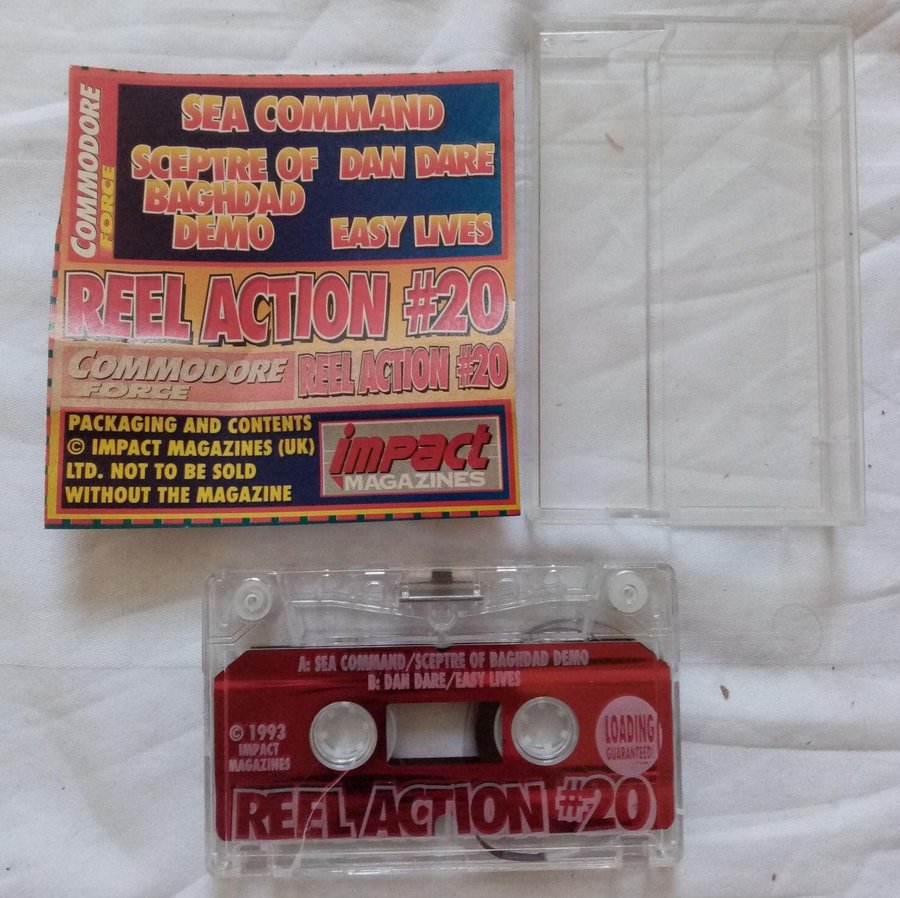 COMMODORE
FORCE
SEA COMMAND
SCEPTRE OF
BAGHDAD
DEMO
DAN DARE
EASY LIVES
REEL ACTION #20
COMMODORE
FORCE
REEL ACTION #20
PACKAGING AND CONTENTS
© IMPACT MAGAZINES (UK)
LTD. NOT TO BE SOLD
WITHOUT THE MAGAZINE
impact
MAGAZINES
A: SEA COMMAND/SCEPTRE OF BAGHDAD DEMO
B: DAN DARE/EASY LIVES
© 1993
IMPACT
MAGAZINES
LOADING
GUARANTEED!
REEL ACTION #20